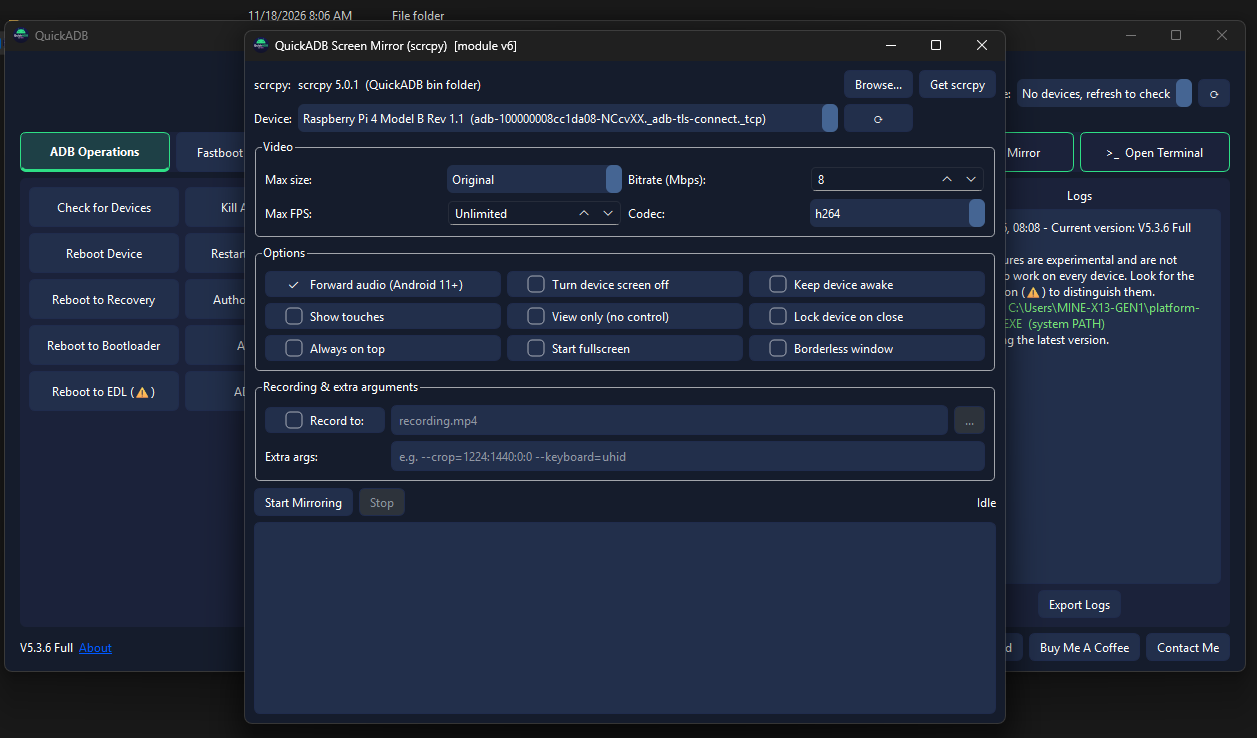 11/18/2026 8:06 AM File folder
QuickADB
QuickADB Screen Mirror (scrcpy) [module v6]
scrcpy: scrcpy 5.0.1 (QuickADB bin folder) Browse... Get scrcpy
Device: Raspberry Pi 4 Model B Rev 1.1 (adb-100000008cc1da08-NCcvXX._adb-tls-connect._tcp)
e: No devices, refresh to check
ADB Operations Fastboot
Mirror >_ Open Terminal
Video
Max size: Original Bitrate (Mbps): 8
Max FPS: Unlimited Codec: h264
Options
Forward audio (Android 11+) Turn device screen off Keep device awake
Show touches View only (no control) Lock device on close
Always on top Start fullscreen Borderless window
Recording & extra arguments
Record to: recording.mp4 ...
Extra args: e.g. --crop=1224:1440:0:0 --keyboard=uhid
Start Mirroring Stop Idle
Check for Devices Kill A
Reboot Device Restar
Reboot to Recovery Autho
Reboot to Bootloader A
Reboot to EDL (⚠) AD
Logs
6, 08:08 - Current version: V5.3.6 Full
ures are experimental and are not
o work on every device. Look for the
on (⚠) to distinguish them.
C:\Users\MINE-X13-GEN1\platform-
EXE (system PATH)
ng the latest version.
Export Logs
V5.3.6 Full About
d Buy Me A Coffee Contact Me